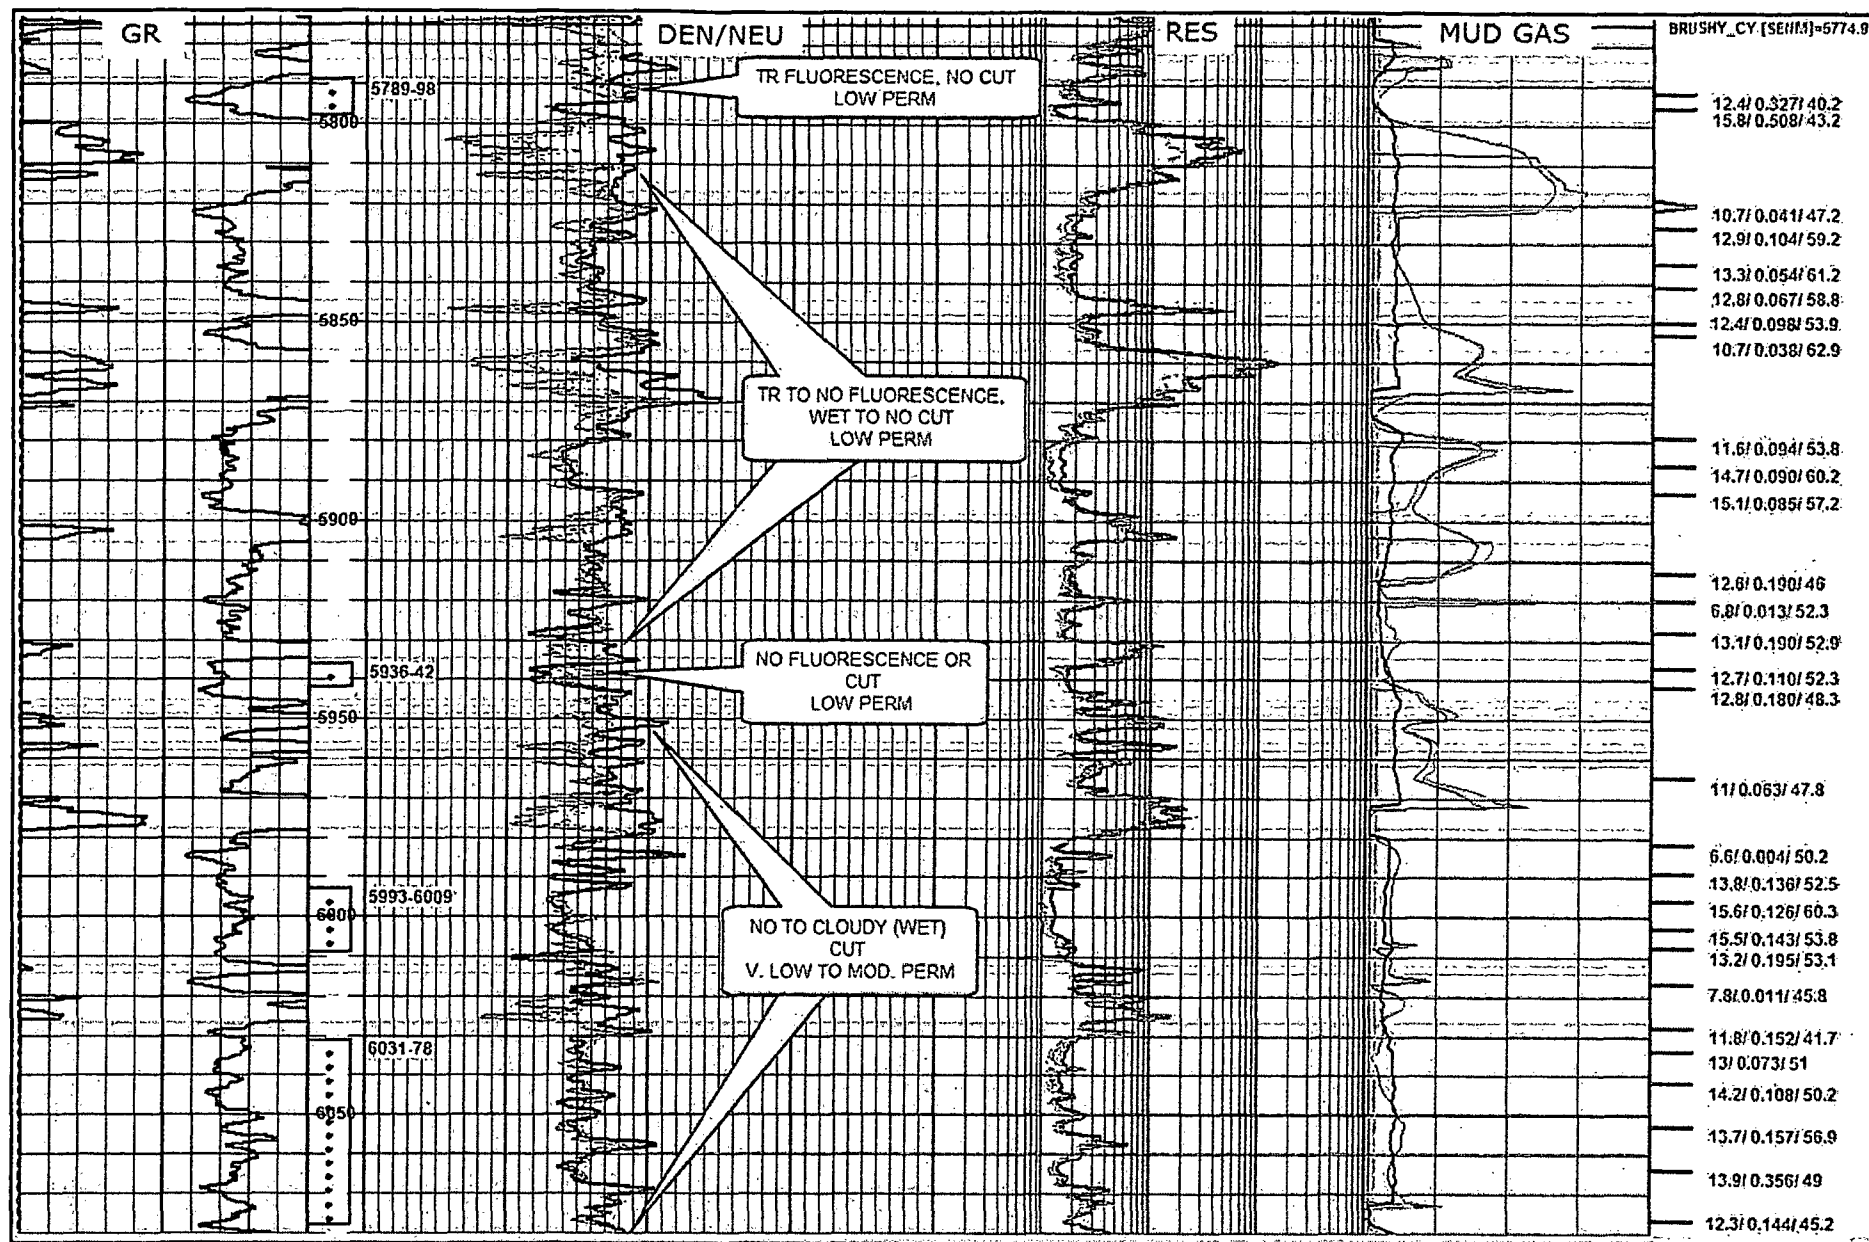 GR
DEN/NEU
RES
MUD GAS
BRUSHY_CY [SEHM]=5774.9
TR FLUORESCENCE, NO CUT
LOW PERM
5789-98
5800
12.4/ 0.327/ 40.2
15.8/ 0.508/ 43.2
10.7/ 0.041/ 47.2
12.9/ 0.104/ 59.2
13.3/ 0.054/ 61.2
12.8/ 0.067/ 58.8
5850
12.4/ 0.098/ 53.9
10.7/ 0.038/ 62.9
TR TO NO FLUORESCENCE,
WET TO NO CUT
LOW PERM
11.6/ 0.094/ 53.8
14.7/ 0.090/ 60.2
15.1/ 0.085/ 57.2
5900
12.6/ 0.190/ 46
6.8/ 0.013/ 52.3
13.1/ 0.190/ 52.9
NO FLUORESCENCE OR
CUT
LOW PERM
5936-42
12.7/ 0.110/ 52.3
12.8/ 0.180/ 48.3
5950
11/ 0.063/ 47.8
6.6/ 0.004/ 50.2
13.8/ 0.136/ 52.5
5993-6009
15.6/ 0.126/ 60.3
NO TO CLOUDY (WET)
CUT
V. LOW TO MOD. PERM
15.5/ 0.143/ 53.8
13.2/ 0.195/ 53.1
7.8/ 0.011/ 45.8
11.8/ 0.152/ 41.7
6031-78
13/ 0.073/ 51
14.2/ 0.108/ 50.2
6050
13.7/ 0.157/ 56.9
13.9/ 0.356/ 49
12.3/ 0.144/ 45.2